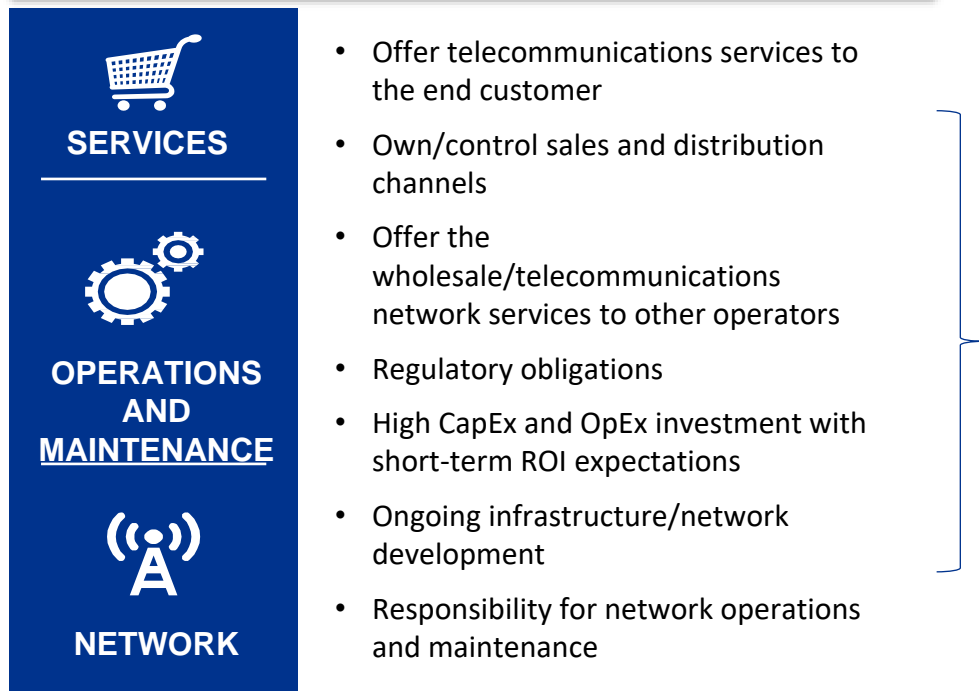 SERVICES
OPERATIONS
AND
MAINTENANCE
NETWORK
• Offer telecommunications services to
the end customer
• Own/control sales and distribution
channels
• Offer the
wholesale/telecommunications
network services to other operators
• Regulatory obligations
• High CapEx and OpEx investment with
short-term ROI expectations
• Ongoing infrastructure/network
development
• Responsibility for network operations
and maintenance